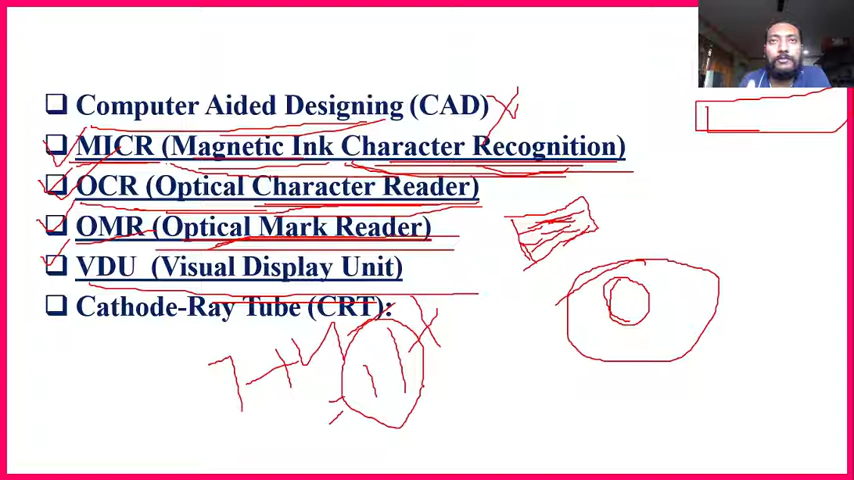 ❑ Computer Aided Designing (CAD)
❑ MICR (Magnetic Ink Character Recognition)
❑ OCR (Optical Character Reader)
❑ OMR (Optical Mark Reader)
❑ VDU (Visual Display Unit)
❑ Cathode-Ray Tube (CRT):